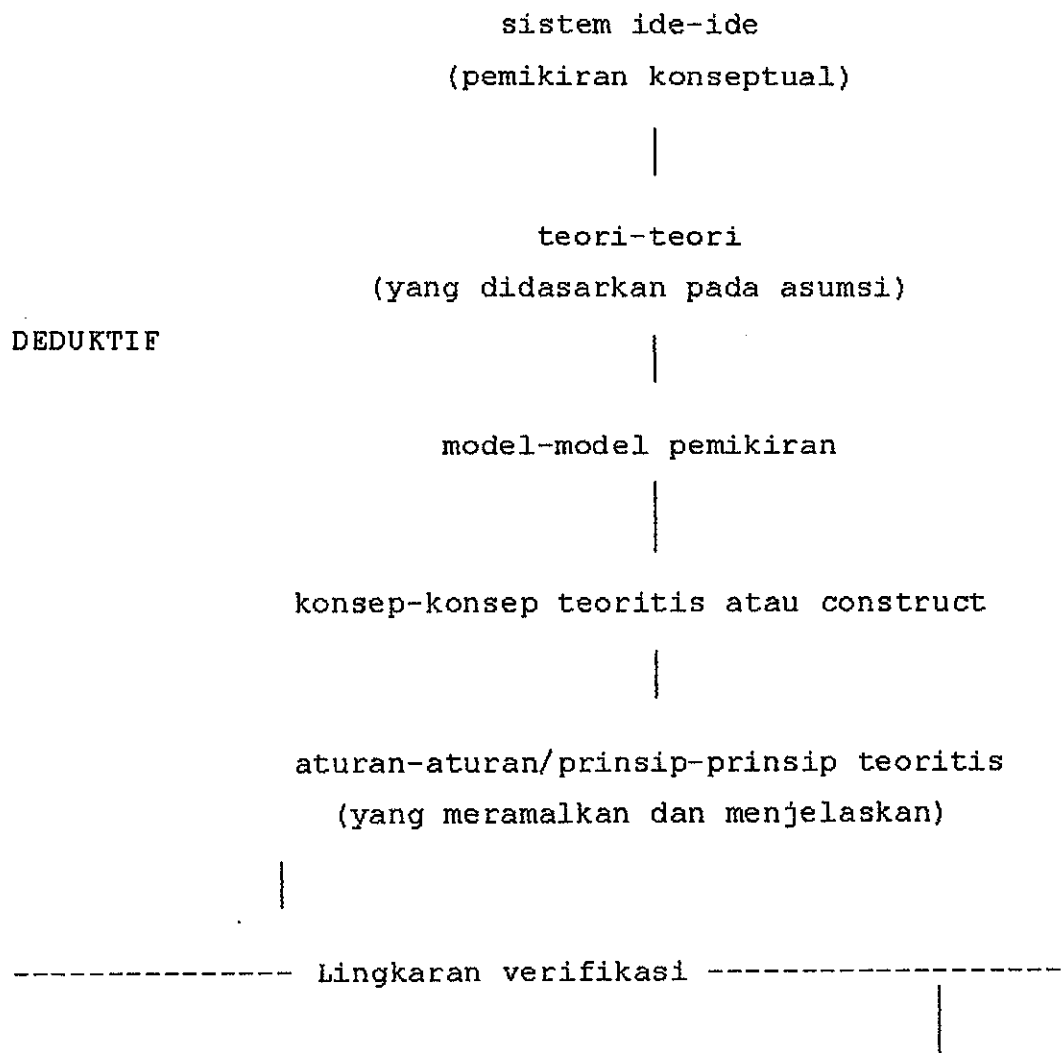 sistem ide-ide
(pemikiran konseptual)
teori-teori
(yang didasarkan pada asumsi)
DEDUKTIF
model-model pemikiran
konsep-konsep teoritis atau construct
aturan-aturan/prinsip-prinsip teoritis
(yang meramalkan dan menjelaskan)
--------------- Lingkaran verifikasi -------------------